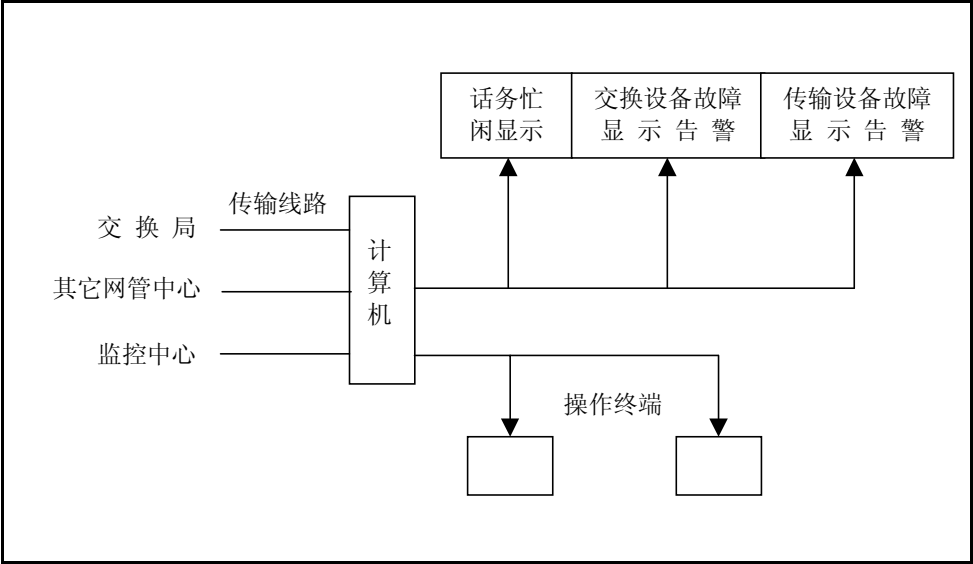 话务忙
闲显示
交换设备故障
显示告警
传输设备故障
显示告警
传输线路
交换局
其它网管中心
监控中心
计
算
机
操作终端